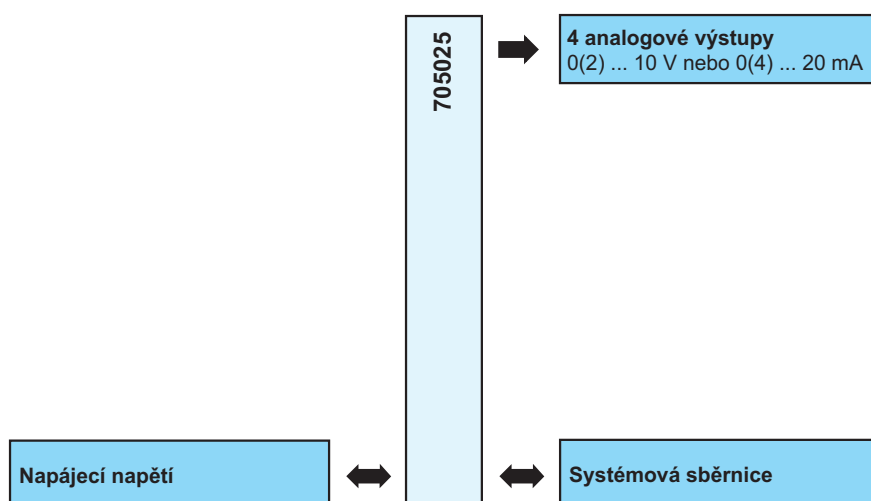 705025
4 analogové výstupy
0(2) ... 10 V nebo 0(4) ... 20 mA
Napájecí napětí
Systémová sběrnice